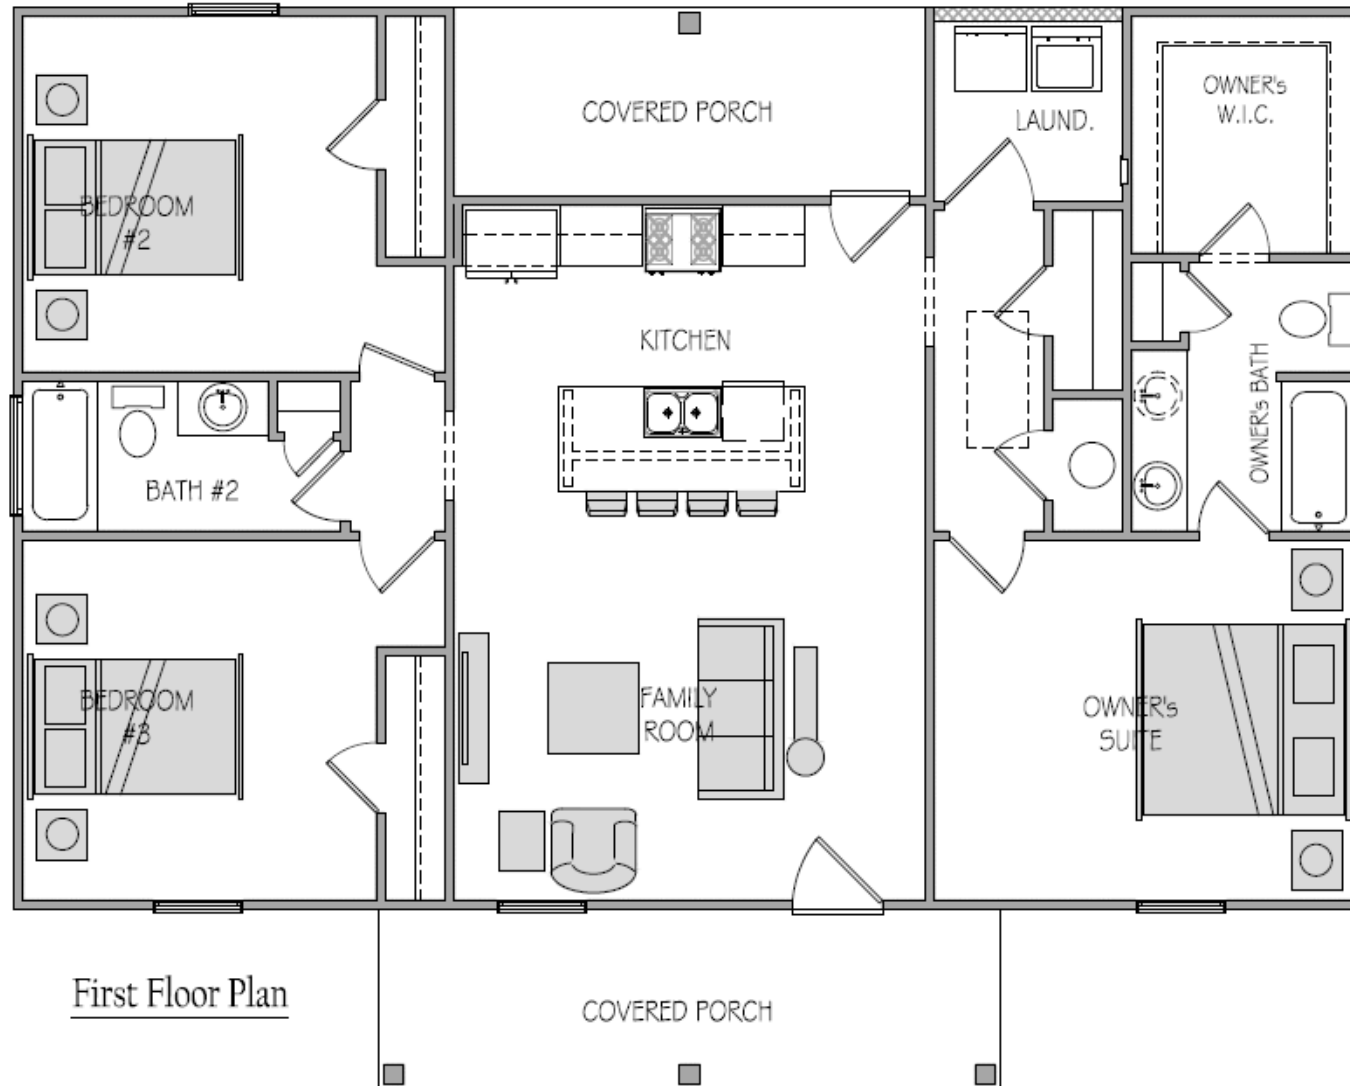 COVERED PORCH
LAUND.
OWNER's
W.I.C.
BEDROOM
#2
KITCHEN
OWNER's BATH
BATH #2
BEDROOM
#3
FAMILY
ROOM
OWNER's
SUITE
First Floor Plan
COVERED PORCH